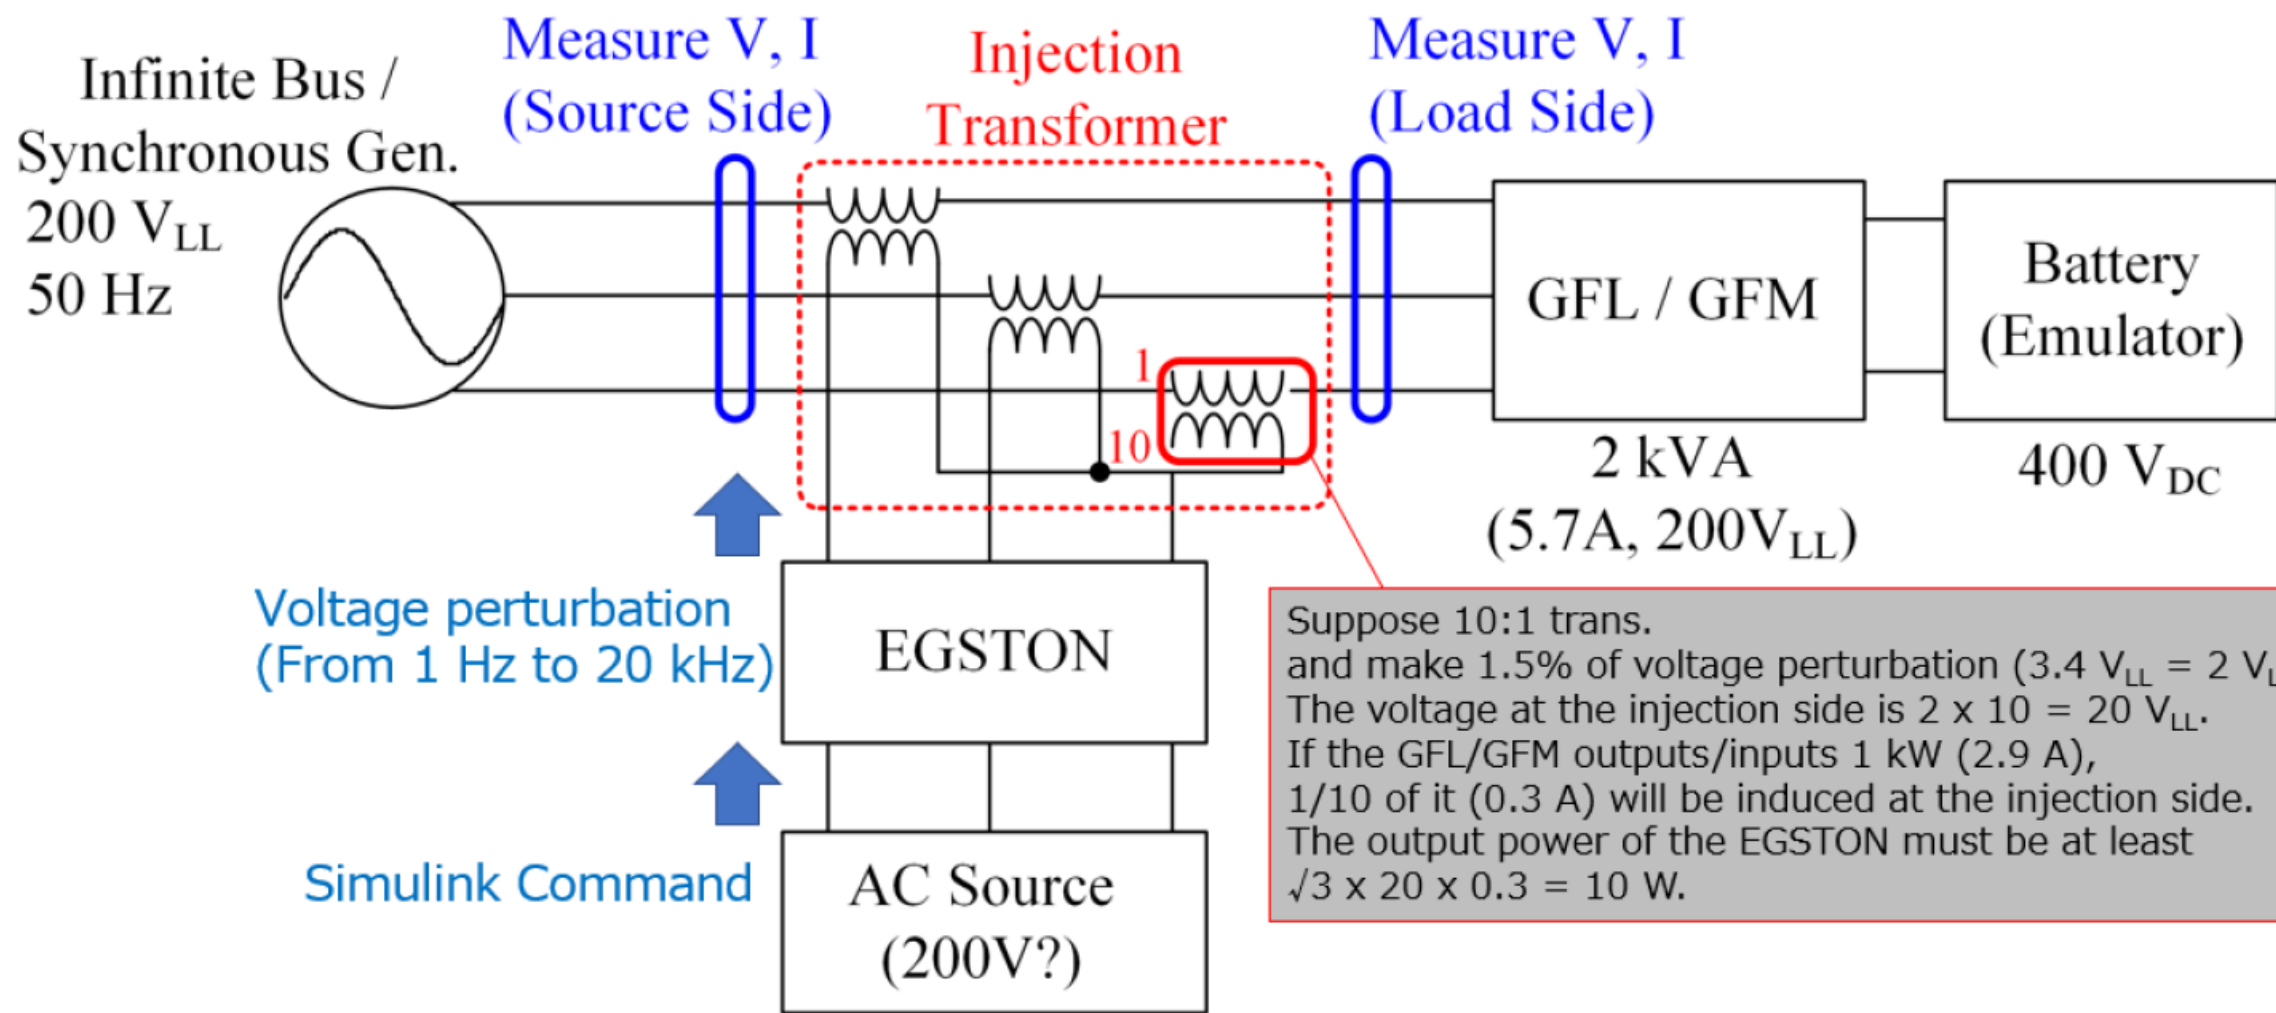 Infinite Bus /
Synchronous Gen.
200 VLL
50 Hz
Measure V, I
(Source Side)
Injection
Transformer
Measure V, I
(Load Side)
1
10
GFL / GFM
2 kVA
(5.7A, 200VLL)
Battery
(Emulator)
400 VDC
Voltage perturbation
(From 1 Hz to 20 kHz)
EGSTON
Simulink Command
AC Source
(200V?)
Suppose 10:1 trans.
and make 1.5% of voltage perturbation (3.4 VLL = 2 V
The voltage at the injection side is 2 x 10 = 20 VLL.
If the GFL/GFM outputs/inputs 1 kW (2.9 A),
1/10 of it (0.3 A) will be induced at the injection side.
The output power of the EGSTON must be at least
√3 x 20 x 0.3 = 10 W.